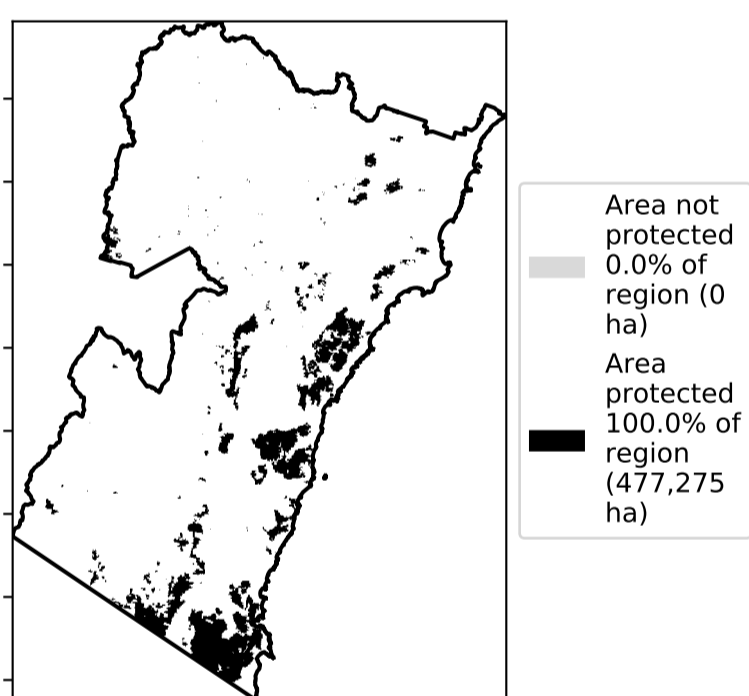 Area not
protected
0.0% of
region (0
ha)
Area
protected
100.0% of
region
(477,275
ha)